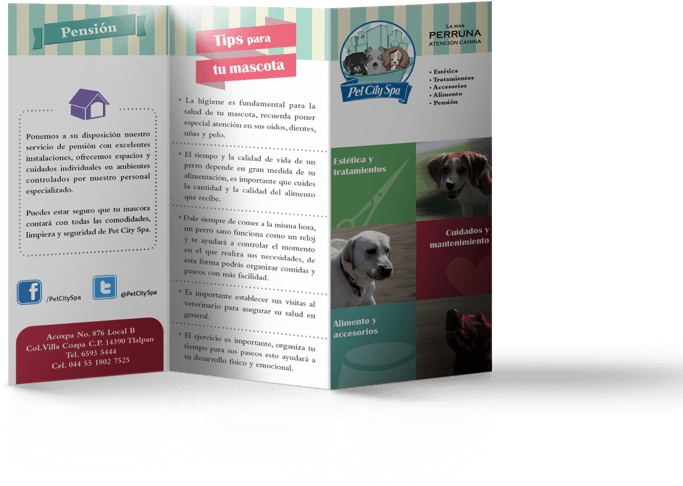 Pensión
Ponemos a su disposición nuestro
servicio de pensión con excelentes
instalaciones, ofrecemos espacios y
cuidados individuales en ambientes
controlados por nuestro personal
especializado.
Puedes estar seguro que tu mascora
contará con todas las comodidades,
limpieza y seguridad de Pet City Spa.
/PetCitySpa
@PetCitySpa
Acoxpa No. 876 Local B
Col.Villa Coapa C.P. 14390 Tlalpan
Tel. 6593 5444
Cel. 044 55 1802 7525
Tips para
tu mascota
• La higiene es fundamental para la
salud de tu mascota, recuerda poner
especial atención en sus oídos, dientes,
uñas y pelo.
• El tiempo y la calidad de vida de un
perro depende en gran medida de su
alimentación, es importante que cuides
la cantidad y la calidad del alimento
que recibe.
• Dale siempre de comer a la misma hora,
un perro sano funciona como un reloj
y te ayudará a controlar el momento
en el que realiza sus necesidades, de
esta forma podrás organizar comidas y
paseos con más facilidad.
• Es importante establecer sus visitas al
veterinario para asegurar su salud en
general.
• El ejercicio es importante, organiza tu
tiempo para sus paseos esto ayudará a
su desarrollo físico y emocional.
Pet City Spa
La más
PERRUNA
ATENCIÓN CANINA
• Estética
• Tratamientos
• Accesorios
• Alimento
• Pensión
Estética y
tratamientos
Cuidados y
mantenimiento
Alimento y
accesorios